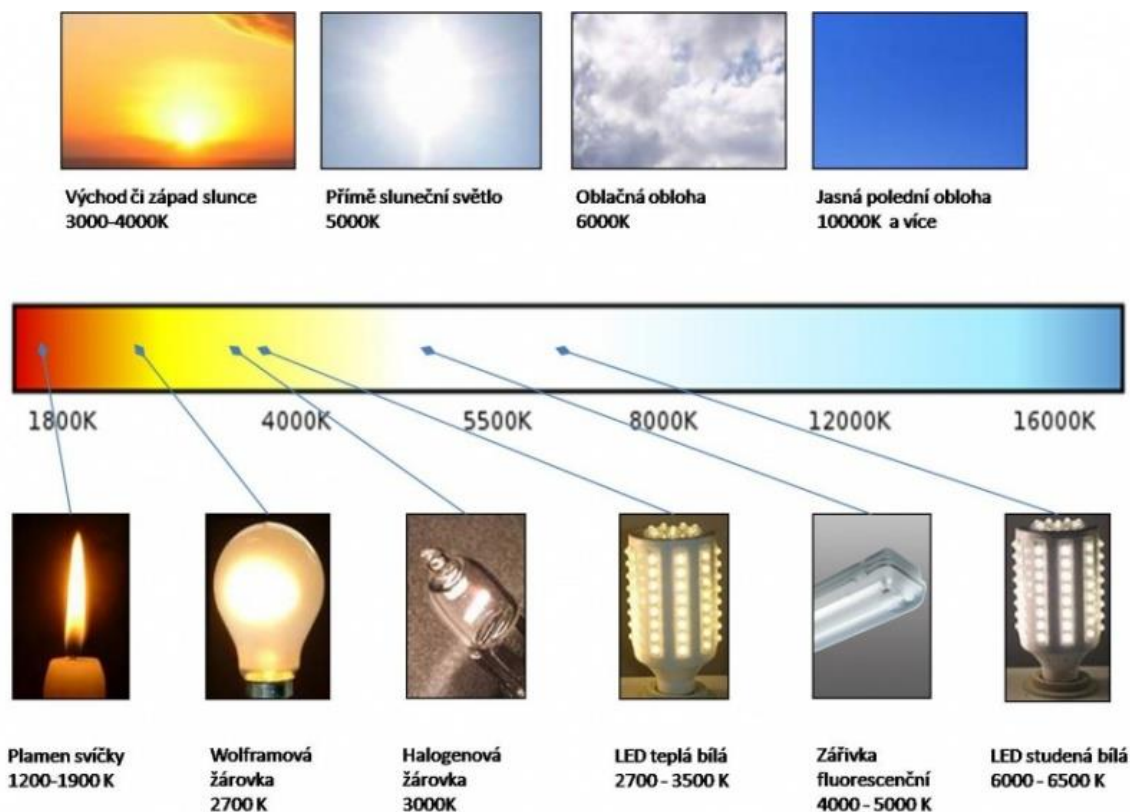 Východ či západ slunce
3000-4000K
Přímě sluneční světlo
5000K
Oblačná obloha
6000K
Jasná polední obloha
10000K a více
1800K
4000K
5500K
8000K
12000K
16000K
Plamen svíčky
1200-1900 K
Wolframová
žárovka
2700 K
Halogenová
žárovka
3000K
LED teplá bílá
2700 - 3500 K
Zářivka
fluorescenční
4000 - 5000 K
LED studená bílá
6000 - 6500 K